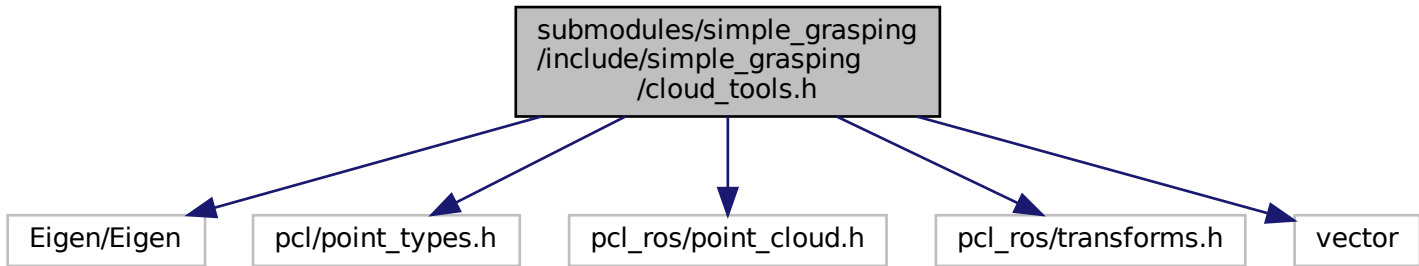 submodules/simple_grasping
/include/simple_grasping
/cloud_tools.h
Eigen/Eigen
pcl/point_types.h
pcl_ros/point_cloud.h
pcl_ros/transforms.h
vector